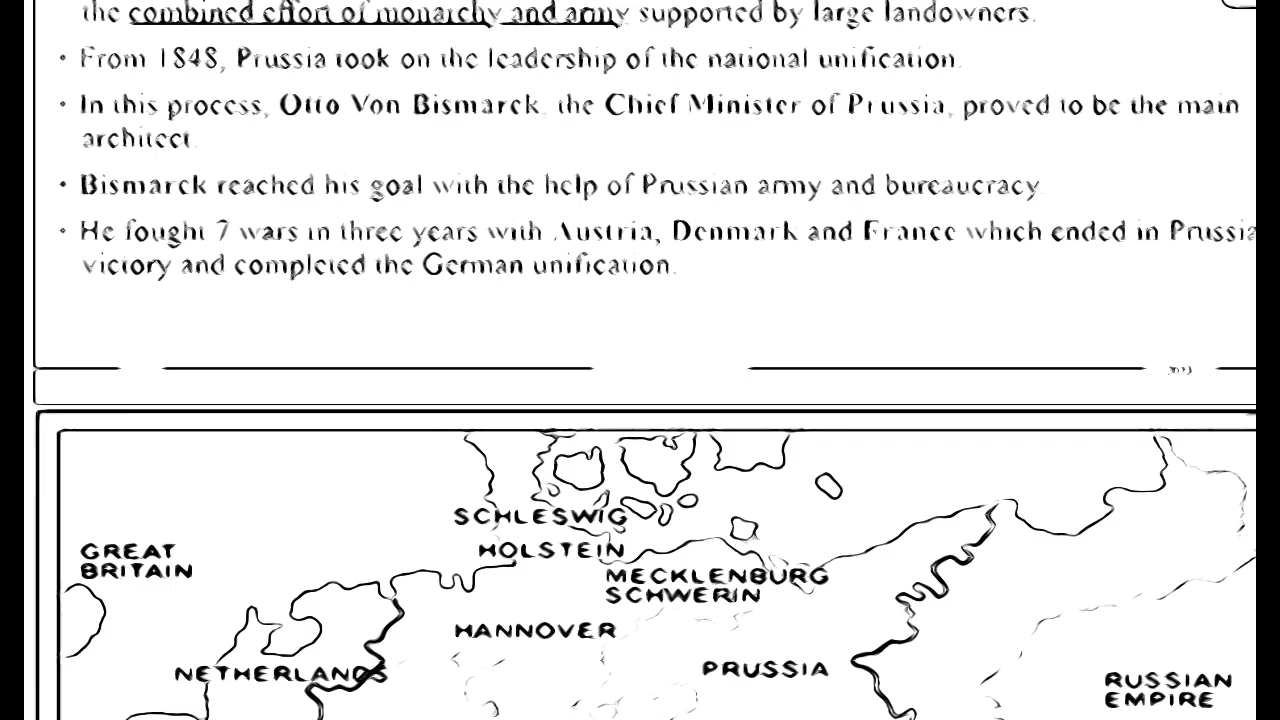 the combined effort of monarchy and army supported by large landowners.
• From 1848, Prussia took on the leadership of the national unification.
• In this process, Otto Von Bismarck, the Chief Minister of Prussia, proved to be the main
architect.
• Bismarck reached his goal with the help of Prussian army and bureaucracy.
• He fought 7 wars in three years with Austria, Denmark and France which ended in Prussia
victory and completed the German unification.
SCHLESWIG
HOLSTEIN
GREAT
BRITAIN
MECKLENBURG
SCHWERIN
HANNOVER
NETHERLANDS
PRUSSIA
RUSSIAN
EMPIRE